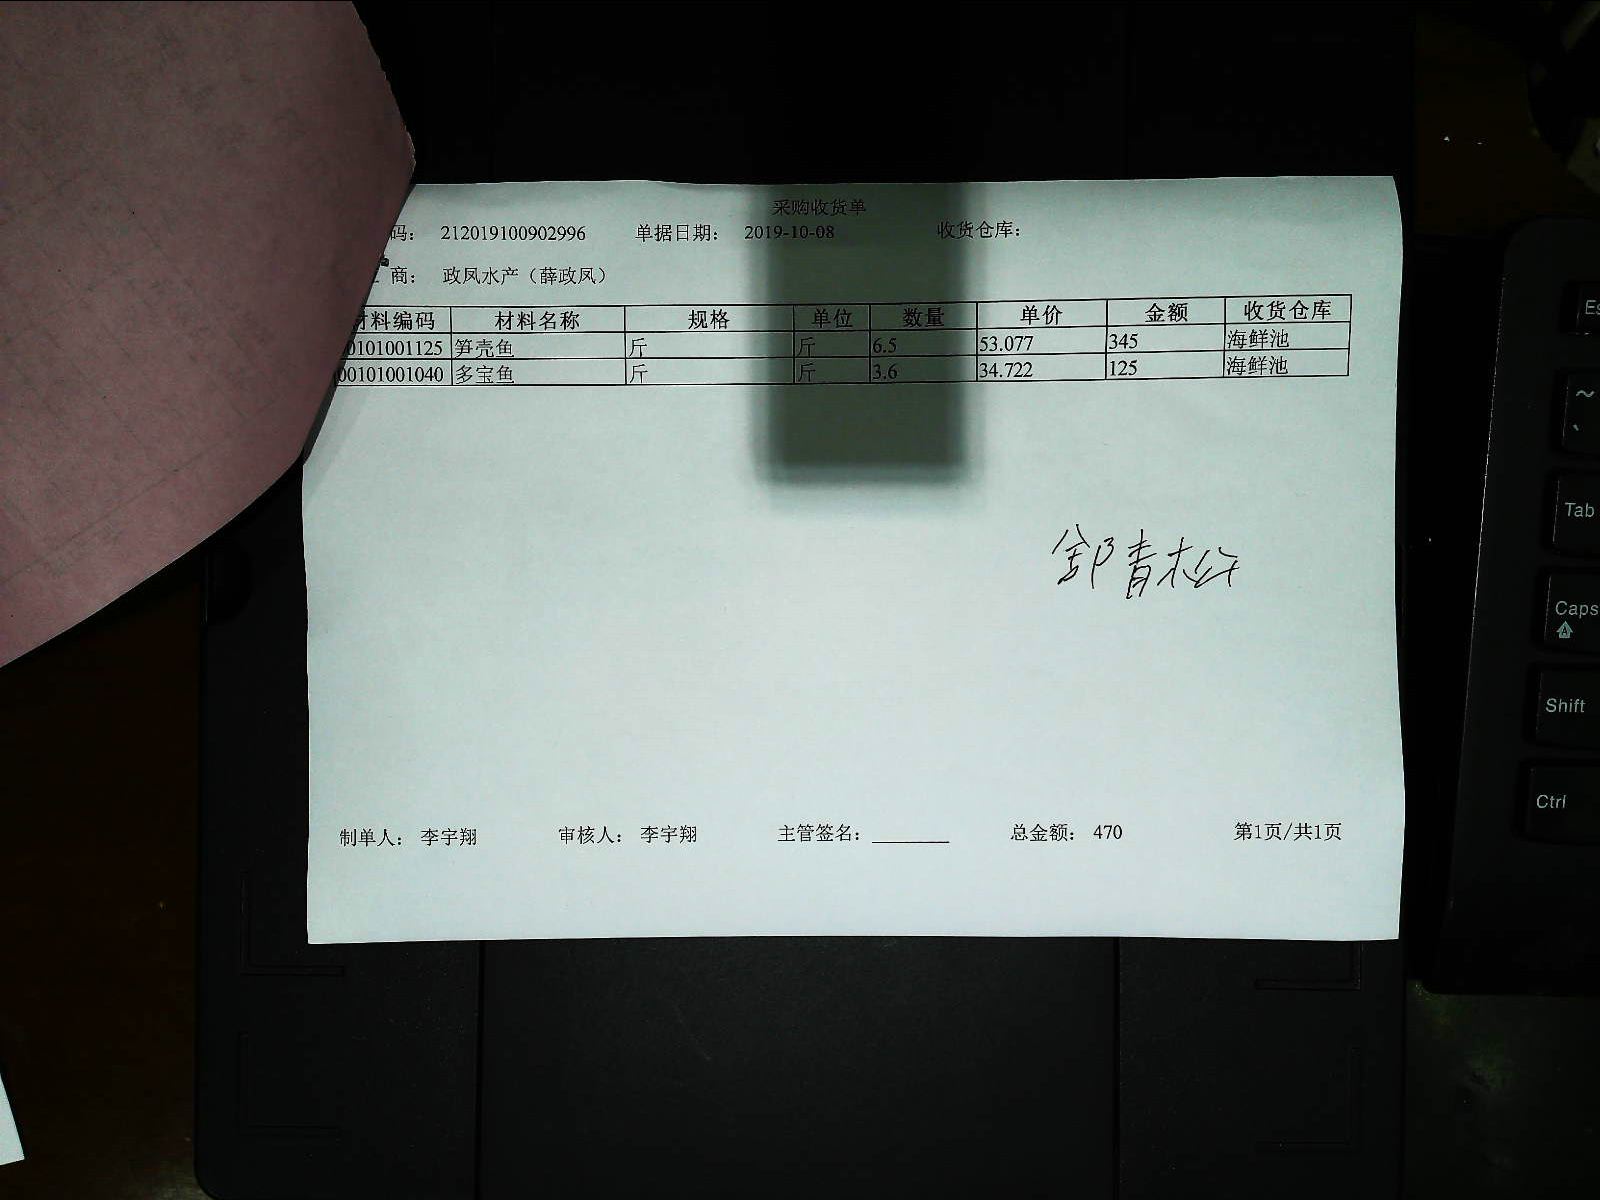 采购收货单
码： 212019100902996 单据日期： 2019-10-08 收货仓库：
商： 政凤水产（薛政凤）
材料编码 材料名称 规格 单位 数量 单价 金额 收货仓库
0101001125 笋壳鱼 斤 斤 6.5 53.077 345 海鲜池
00101001040 多宝鱼 斤 斤 3.6 34.722 125 海鲜池
青松
制单人： 李宇翔 审核人： 李宇翔 主管签名： 总金额： 470 第1页/共1页
Es
~
`
Tab
Caps
A
Shift
Ctrl